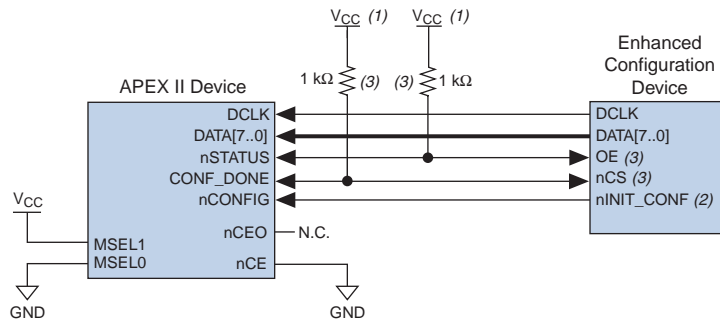 VCC (1) VCC (1)
Enhanced
Configuration
Device
1 kΩ (3) (3) 1 kΩ
APEX II Device
DCLK DCLK
DATA[7..0] DATA[7..0]
nSTATUS OE (3)
CONF_DONE nCS (3)
nCONFIG nINIT_CONF (2)
VCC
nCEO N.C.
MSEL1
MSEL0 nCE
GND GND